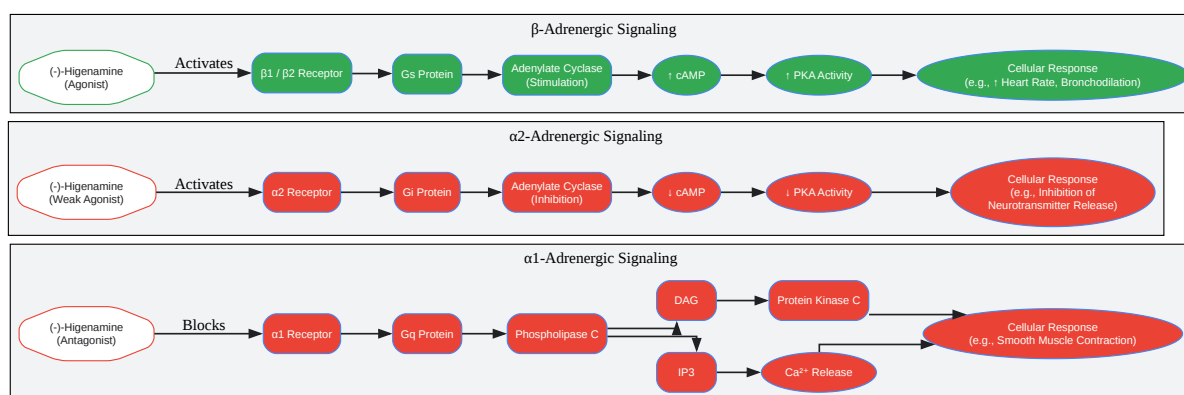 β-Adrenergic Signaling
(-)-Higenamine
(Agonist)
Activates
β1 / β2 Receptor
Gs Protein
Adenylate Cyclase
(Stimulation)
↑ cAMP
↑ PKA Activity
Cellular Response
(e.g., ↑ Heart Rate, Bronchodilation)
α2-Adrenergic Signaling
(-)-Higenamine
(Weak Agonist)
Activates
α2 Receptor
Gi Protein
Adenylate Cyclase
(Inhibition)
↓ cAMP
↓ PKA Activity
Cellular Response
(e.g., Inhibition of
Neurotransmitter Release)
α1-Adrenergic Signaling
(-)-Higenamine
(Antagonist)
Blocks
α1 Receptor
Gq Protein
Phospholipase C
DAG
Protein Kinase C
IP3
Ca²⁺ Release
Cellular Response
(e.g., Smooth Muscle Contraction)